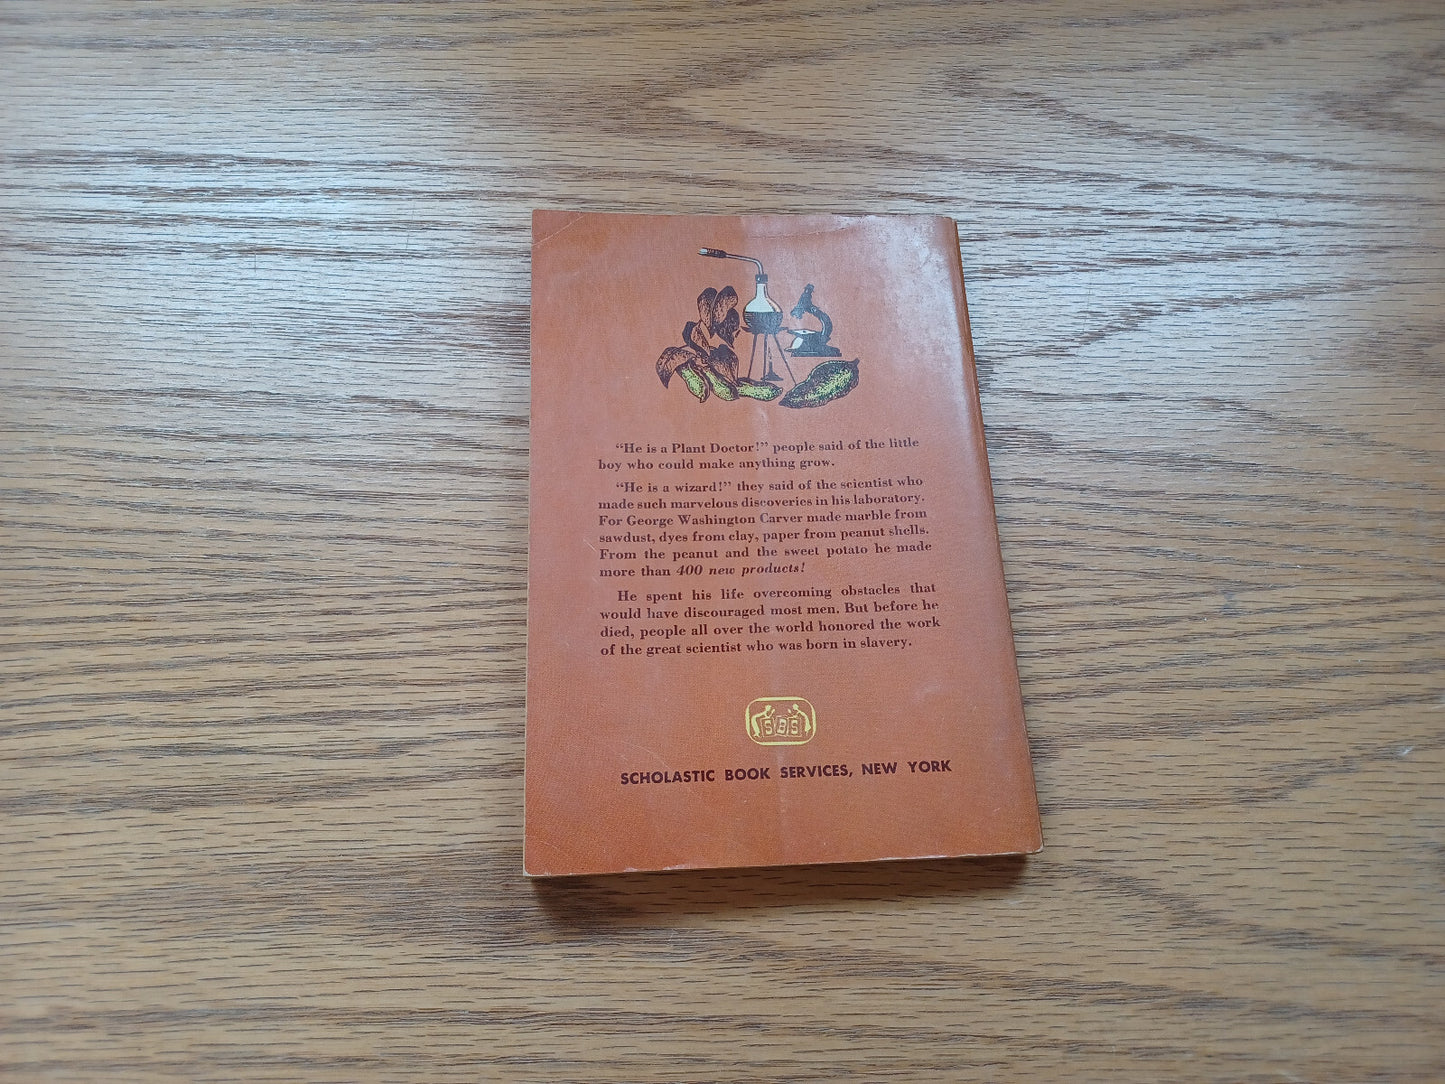 “He is a Plant Doctor!” people said of the little
boy who could make anything grow.
“He is a wizard!” they said of the scientist who
made such marvelous discoveries in his laboratory.
For George Washington Carver made marble from
sawdust, dyes from clay, paper from peanut shells.
From the peanut and the sweet potato he made
more than 400 new products!
He spent his life overcoming obstacles that
would have discouraged most men. But before he
died, people all over the world honored the work
of the great scientist who was born in slavery.
SBS
SCHOLASTIC BOOK SERVICES, NEW YORK